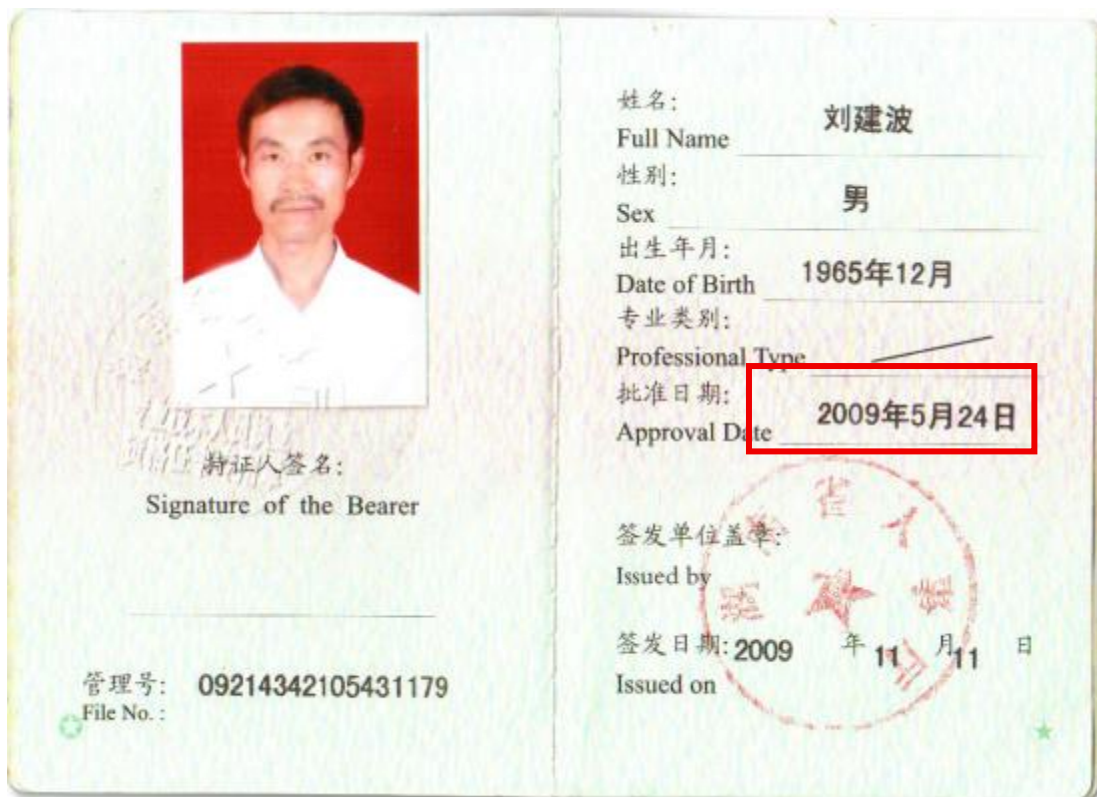 持证人签名:
Signature of the Bearer
管理号: 09214342105431179
File No. :
姓名: 刘建波
Full Name
性别: 男
Sex
出生年月: 1965年12月
Date of Birth
专业类别:
Professional Type
批准日期: 2009年5月24日
Approval Date
签发单位盖章:
Issued by
签发日期: 2009 年 11 月 11 日
Issued on